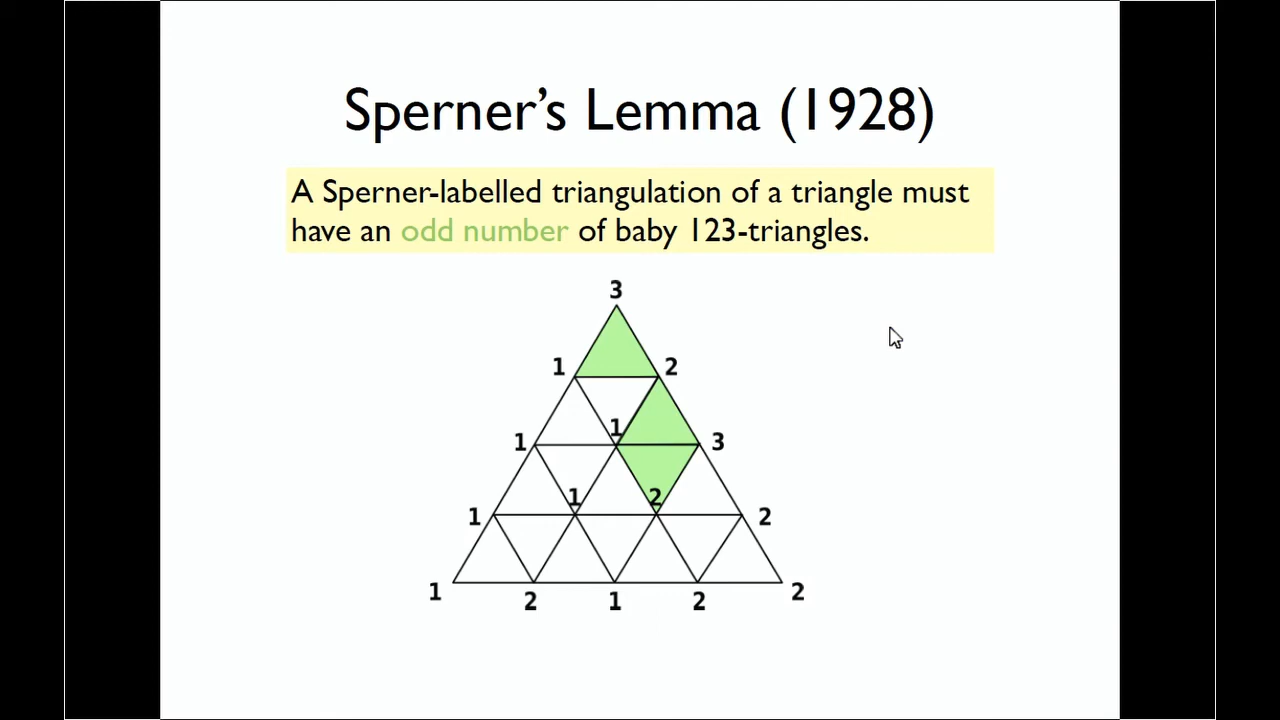 Sperner's Lemma (1928)
A Sperner-labelled triangulation of a triangle must
have an odd number of baby 123-triangles.
3
1 2
1 1 3
1 1 2 2
1 2 1 2 2